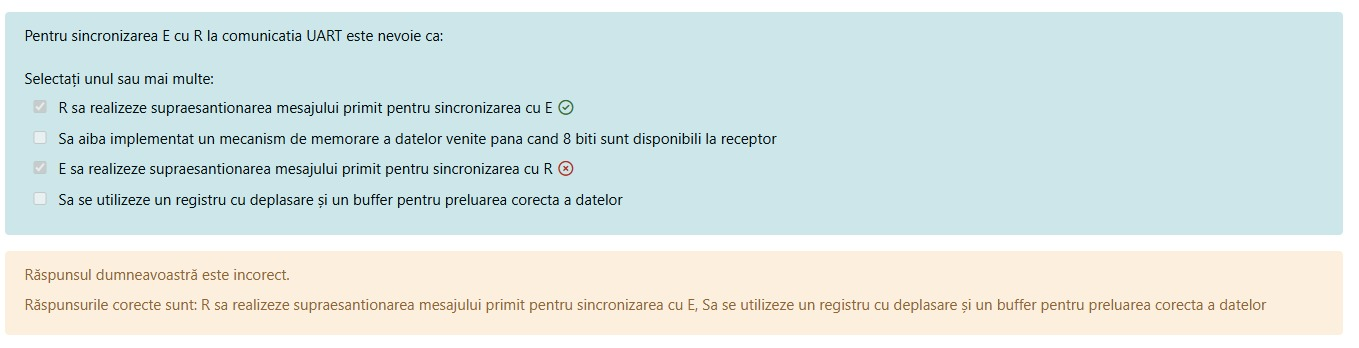 Pentru sincronizarea E cu R la comunicatia UART este nevoie ca:
Selectați unul sau mai multe:
R sa realizeze supraesantionarea mesajului primit pentru sincronizarea cu E
Sa aiba implementat un mecanism de memorare a datelor venite pana cand 8 biti sunt disponibili la receptor
E sa realizeze supraesantionarea mesajului primit pentru sincronizarea cu R
Sa se utilizeze un registru cu deplasare și un buffer pentru preluarea corecta a datelor
Răspunsul dumneavoastră este incorect.
Răspunsurile corecte sunt: R sa realizeze supraesantionarea mesajului primit pentru sincronizarea cu E, Sa se utilizeze un registru cu deplasare și un buffer pentru preluarea corecta a datelor